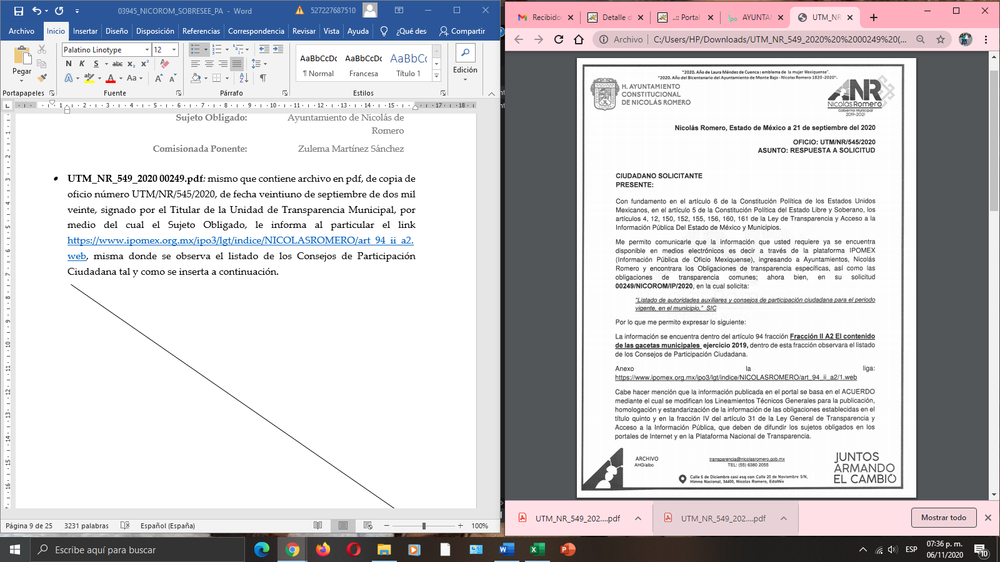 03945_NICOROM_SOBRESEE_PA - Word
527227687510
Archivo Inicio Insertar Diseño Disposición Referencias Correspondencia Revisar Vista Ayuda ¿Qué des Compartir
Pegar
Palatino Linotype 12
N K S abc x₂ x²
AaBbCcDc AaBbCcDc AaBbC
¶ Normal Francesa Título 1
Edición
Portapapeles Fuente Párrafo Estilos
Sujeto Obligado: Ayuntamiento de Nicolás de
Romero
Comisionada Ponente: Zulema Martínez Sánchez
• UTM_NR_549_2020 00249.pdf: mismo que contiene archivo en pdf, de copia de
oficio número UTM/NR/545/2020, de fecha veintiuno de septiembre de dos mil
veinte, signado por el Titular de la Unidad de Transparencia Municipal, por
medio del cual el Sujeto Obligado, le informa al particular el link
https://www.ipomex.org.mx/ipo3/lgt/indice/NICOLASROMERO/art_94_ii_a2.
web, misma donde se observa el listado de los Consejos de Participación
Ciudadana tal y como se inserta a continuación.
Página 9 de 25 3231 palabras Español (España) 100%
Recibidos Detalle d ..:: Portal AYUNTAM UTM_NR
Archivo | C:/Users/HP/Downloads/UTM_NR_549_2020%20%2000249%20(...
"2020. Año de Laura Méndez de Cuenca; emblema de la mujer Mexiquense".
"2020. Año del Bicentenario del Ayuntamiento de Monte Bajo - Nicolas Romero 1820 -2020".
H. AYUNTAMIENTO
CONSTITUCIONAL
DE NICOLÁS ROMERO
ANR
Nicolás Romero
Gobierno Municipal
2019-2021
Nicolás Romero, Estado de México a 21 de septiembre del 2020
OFICIO: UTM/NR/545/2020
ASUNTO: RESPUESTA A SOLICITUD
CIUDADANO SOLICITANTE
PRESENTE:
Con fundamento en el artículo 6 de la Constitución Política de los Estados Unidos
Mexicanos, en el artículo 5 de la Constitución Política del Estado Libre y Soberano, los
artículos 4, 12, 150, 152, 155, 156, 160, 161 de la Ley de Transparencia y Acceso a la
Información Pública Del Estado de México y Municipios.
Me permito comunicarle que la información que usted requiere ya se encuentra
disponible en medios electrónicos es decir a través de la plataforma IPOMEX
(Información Pública de Oficio Mexiquense), ingresando a Ayuntamientos, Nicolás
Romero y encontrara los Obligaciones de transparencia específicas, así como las
obligaciones de transparencia comunes; ahora bien, en su solicitud
00249/NICOROM/IP/2020, en la cual solicita:
"Listado de autoridades auxiliares y consejos de participación ciudadana para el periodo
vigente, en el municipio," SIC
Por lo que me permito expresar lo siguiente:
La información se encuentra dentro del artículo 94 fracción Fracción II A2 El contenido
de las gacetas municipales ejercicio 2019, dentro de esta fracción observara el listado
de los Consejos de Participación Ciudadana.
Anexo la liga:
https://www.ipomex.org.mx/ipo3/lgt/indice/NICOLASROMERO/art_94_ii_a2/1.web
Cabe hacer mención que la información publicada en el portal se basa en el ACUERDO
mediante el cual se modifican los Lineamientos Técnicos Generales para la publicación,
homologación y estandarización de la información de las obligaciones establecidas en el
título quinto y en la fracción IV del artículo 31 de la Ley General de Transparencia y
Acceso a la Información Pública, que deben de difundir los sujetos obligados en los
portales de Internet y en la Plataforma Nacional de Transparencia.
ARCHIVO
AHG/aibo
transparencia@nicolasromero.gob.mx
TEL: (55) 6380 2055
Calle 6 de Diciembre casi esq con Calle 20 de Noviembre S/N,
Himno Nacional, 54400, Nicolas Romero, EdoMéx
JUNTOS
ARMANDO
EL CAMBIO
UTM_NR_549_202....pdf UTM_NR_549_202....pdf Mostrar todo
Escribe aquí para buscar
ESP
07:36 p. m.
06/11/2020
10